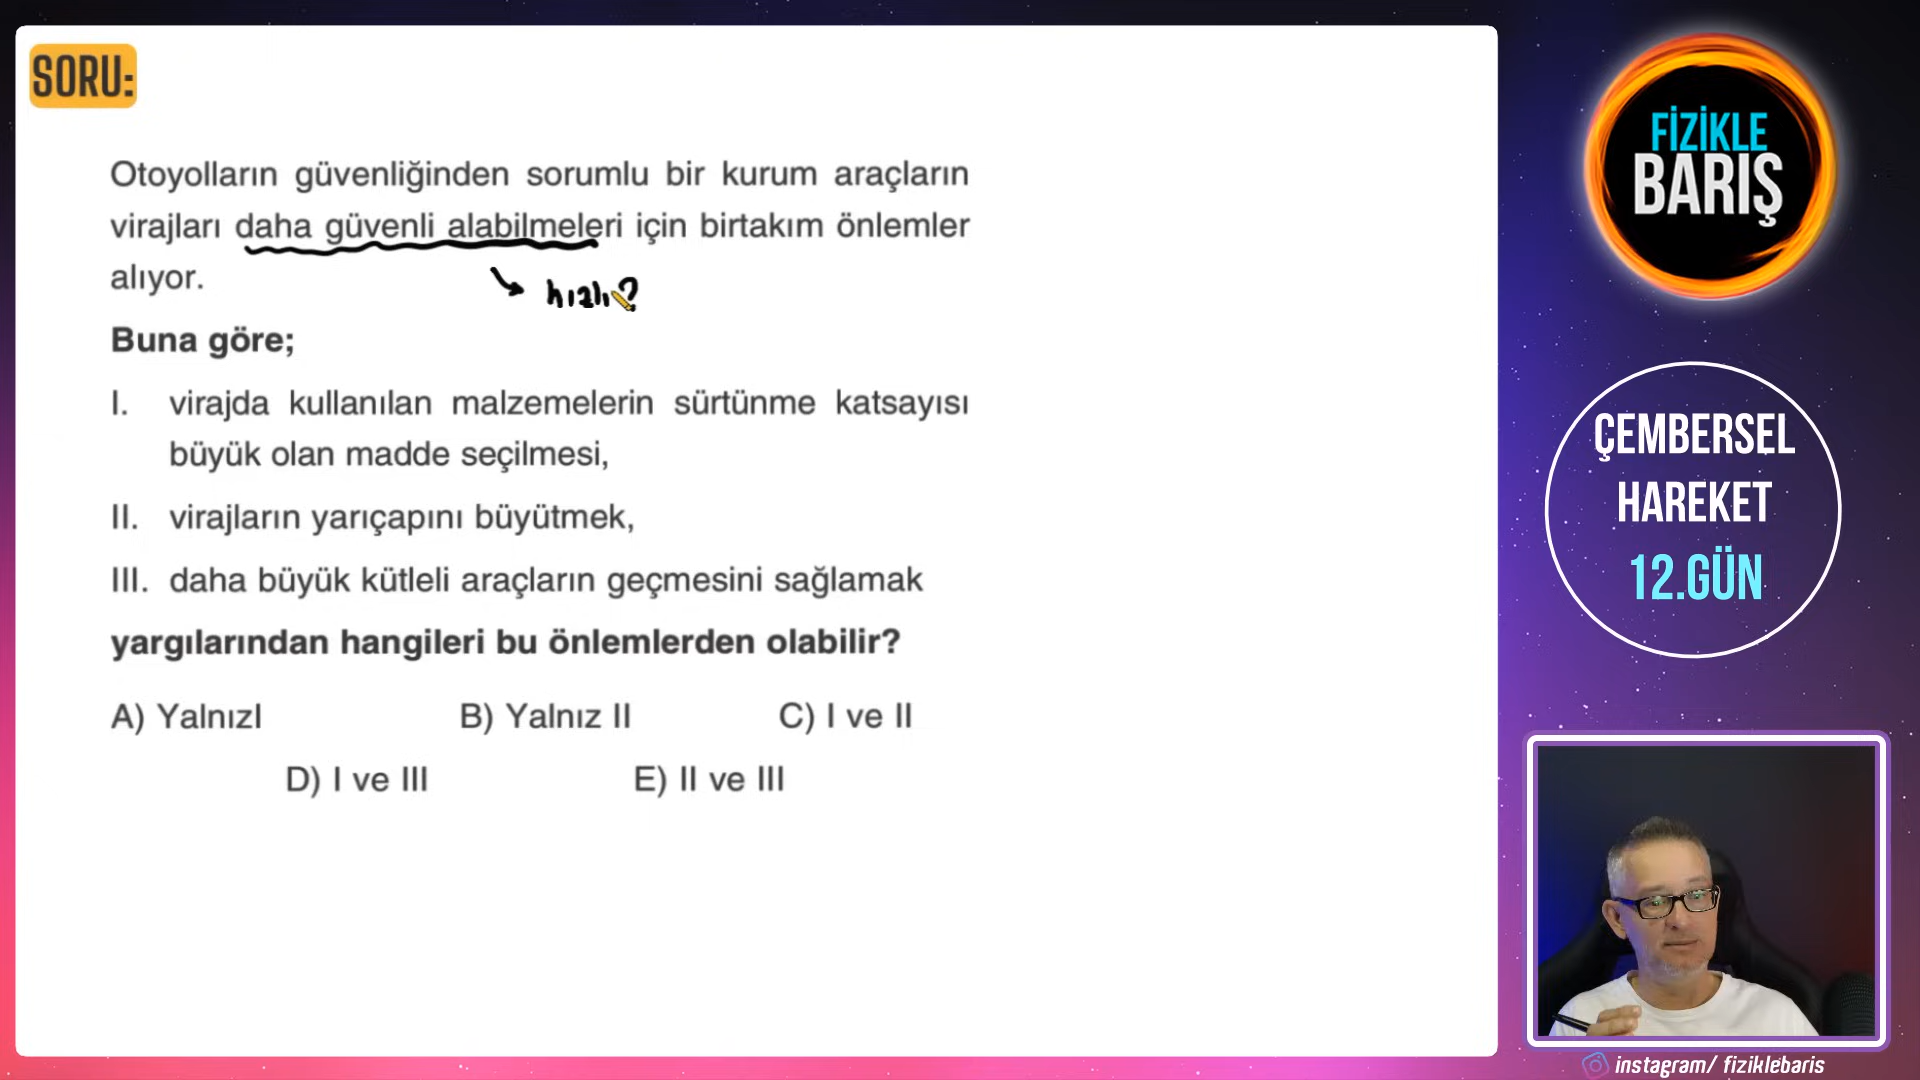 SORU:
Otoyolların güvenliğinden sorumlu bir kurum araçların
virajları daha güvenli alabilmeleri için birtakım önlemler
alıyor.
hızlı?
Buna göre;
I. virajda kullanılan malzemelerin sürtünme katsayısı
büyük olan madde seçilmesi,
II. virajların yarıçapını büyütmek,
III. daha büyük kütleli araçların geçmesini sağlamak
yargılarından hangileri bu önlemlerden olabilir?
A) YalnızI B) Yalnız II C) I ve II
D) I ve III E) II ve III
FİZİKLE
BARIŞ
ÇEMBERSEL
HAREKET
12.GÜN
instagram/ fiziklebaris